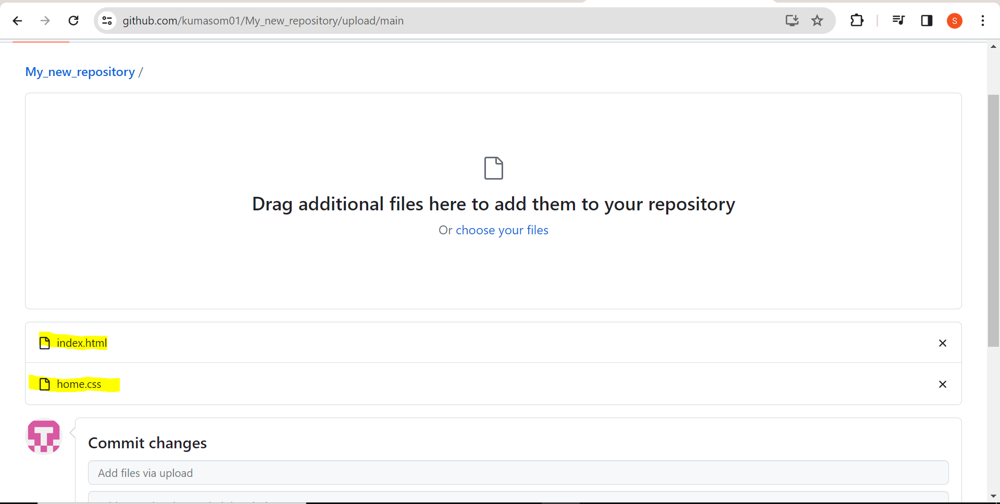 github.com/kumasom01/My_new_repository/upload/main
S
My_new_repository /
Drag additional files here to add them to your repository
Or choose your files
index.html
home.css
Commit changes
Add files via upload